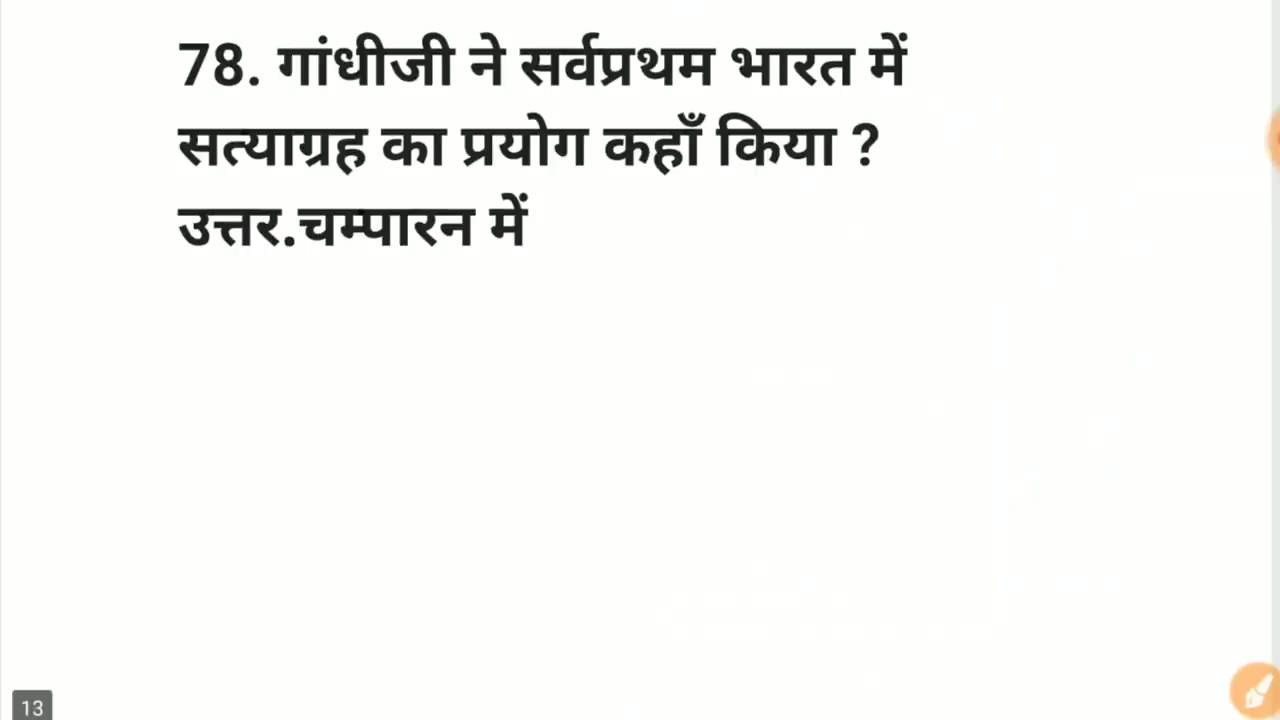 78. गांधीजी ने सर्वप्रथम भारत में
सत्याग्रह का प्रयोग कहाँ किया ?
उत्तर.चम्पारन में
13